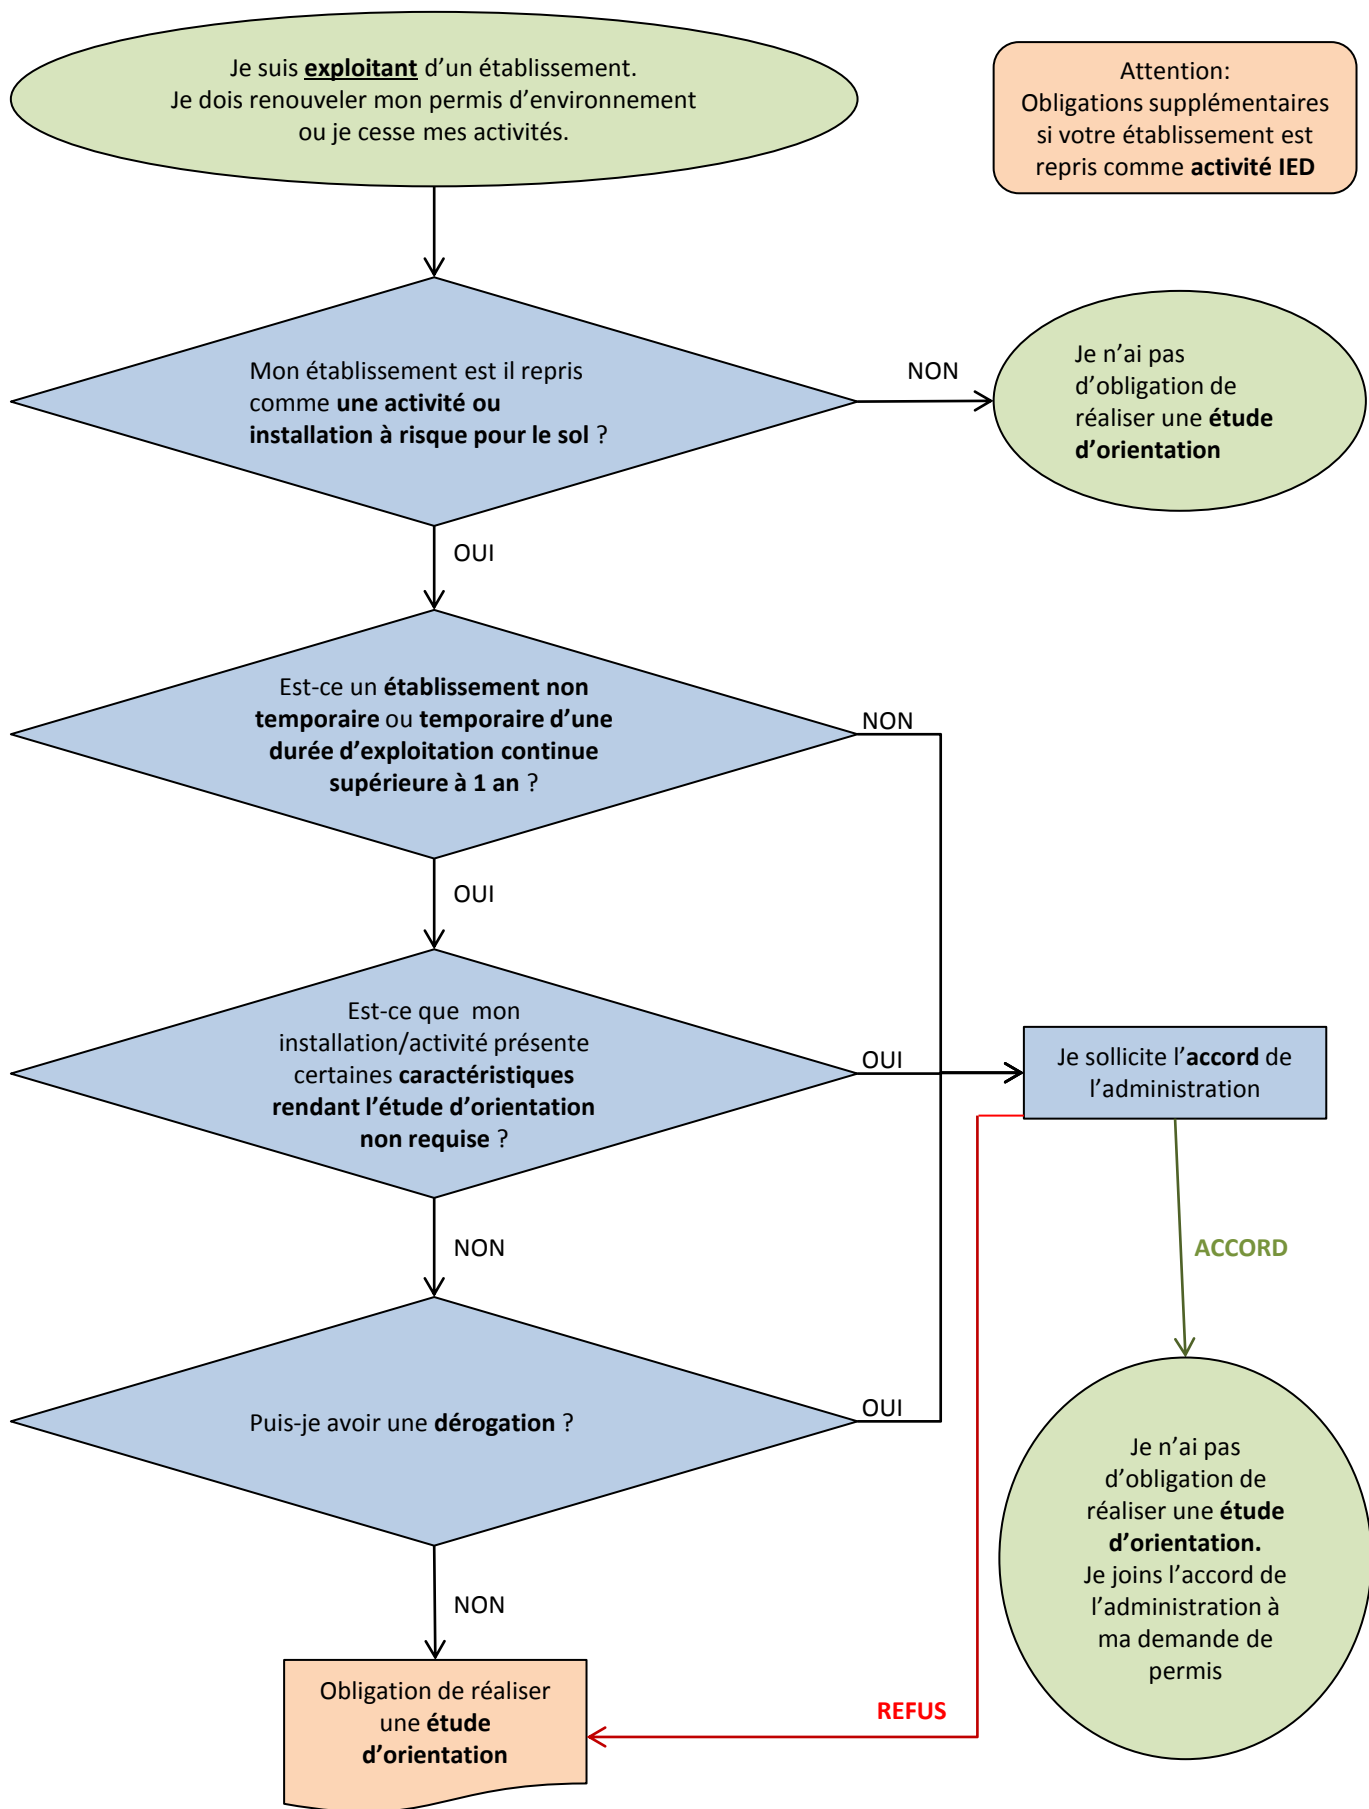 Je suis exploitant d’un établissement.
Je dois renouveler mon permis d’environnement
ou je cesse mes activités.
Attention:
Obligations supplémentaires
si votre établissement est
repris comme activité IED
Mon établissement est il repris
comme une activité ou
installation à risque pour le sol ?
NON
Je n’ai pas
d’obligation de
réaliser une étude
d’orientation
OUI
Est-ce un établissement non
temporaire ou temporaire d’une
durée d’exploitation continue
supérieure à 1 an ?
NON
OUI
Est-ce que  mon
installation/activité présente
certaines caractéristiques
rendant l’étude d’orientation
non requise ?
OUI
Je sollicite l’accord de
l’administration
NON
ACCORD
Puis-je avoir une dérogation ?
OUI
Je n’ai pas
d’obligation de
réaliser une étude
d’orientation.
Je joins l’accord de
l’administration à
ma demande de
permis
NON
Obligation de réaliser
une étude
d’orientation
REFUS